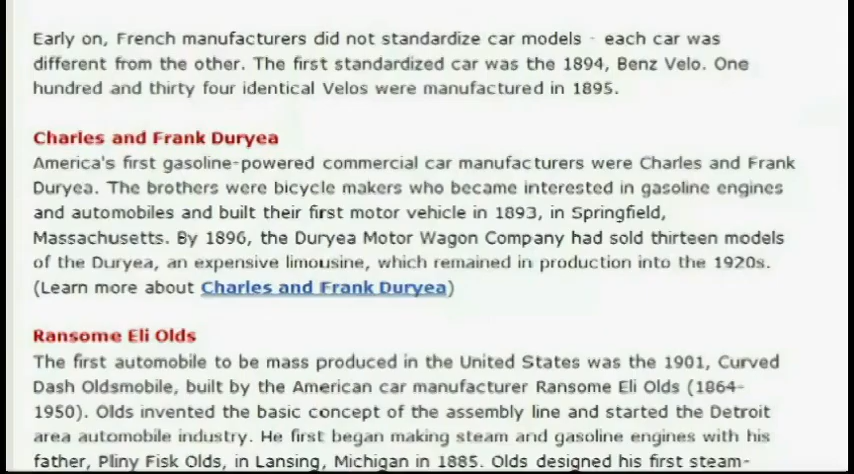 Early on, French manufacturers did not standardize car models - each car was
different from the other. The first standardized car was the 1894, Benz Velo. One
hundred and thirty four identical Velos were manufactured in 1895.
Charles and Frank Duryea
America's first gasoline-powered commercial car manufacturers were Charles and Frank
Duryea. The brothers were bicycle makers who became interested in gasoline engines
and automobiles and built their first motor vehicle in 1893, in Springfield,
Massachusetts. By 1896, the Duryea Motor Wagon Company had sold thirteen models
of the Duryea, an expensive limousine, which remained in production into the 1920s.
(Learn more about Charles and Frank Duryea)
Ransome Eli Olds
The first automobile to be mass produced in the United States was the 1901, Curved
Dash Oldsmobile, built by the American car manufacturer Ransome Eli Olds (1864-
1950). Olds invented the basic concept of the assembly line and started the Detroit
area automobile industry. He first began making steam and gasoline engines with his
father, Pliny Fisk Olds, in Lansing, Michigan in 1885. Olds designed his first steam-